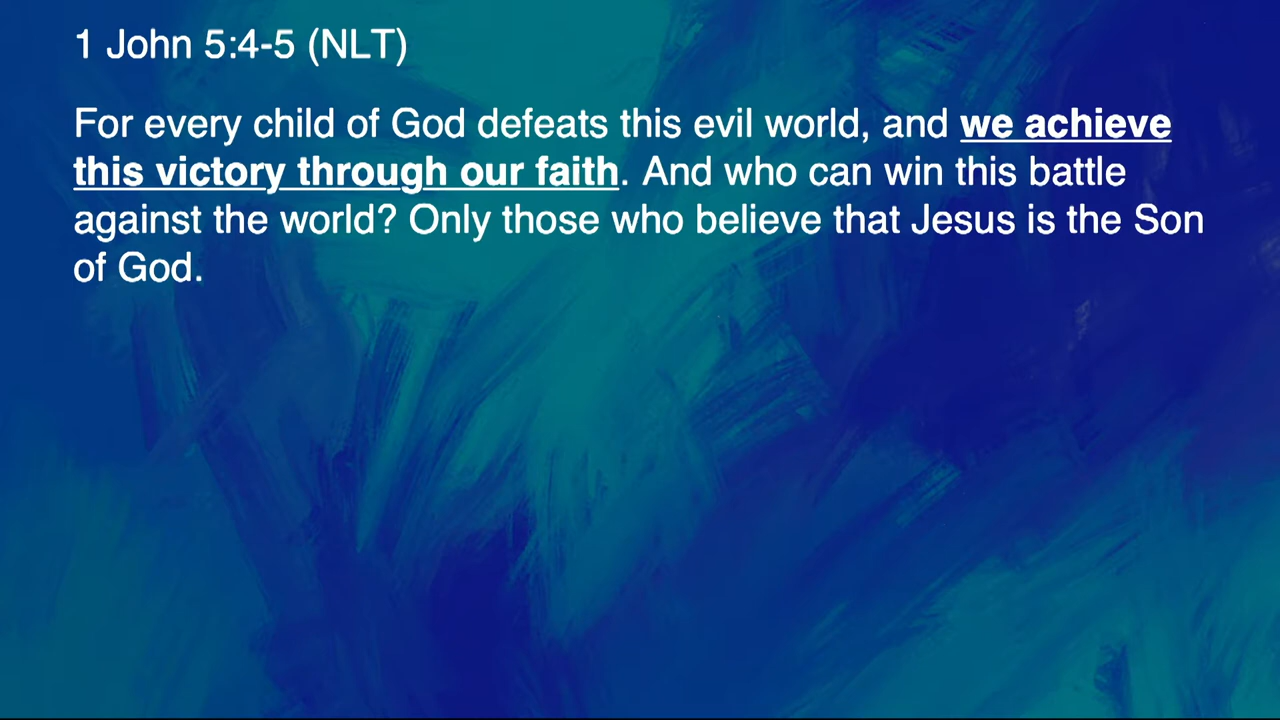 1 John 5:4-5 (NLT)
For every child of God defeats this evil world, and we achieve
this victory through our faith. And who can win this battle
against the world? Only those who believe that Jesus is the Son
of God.